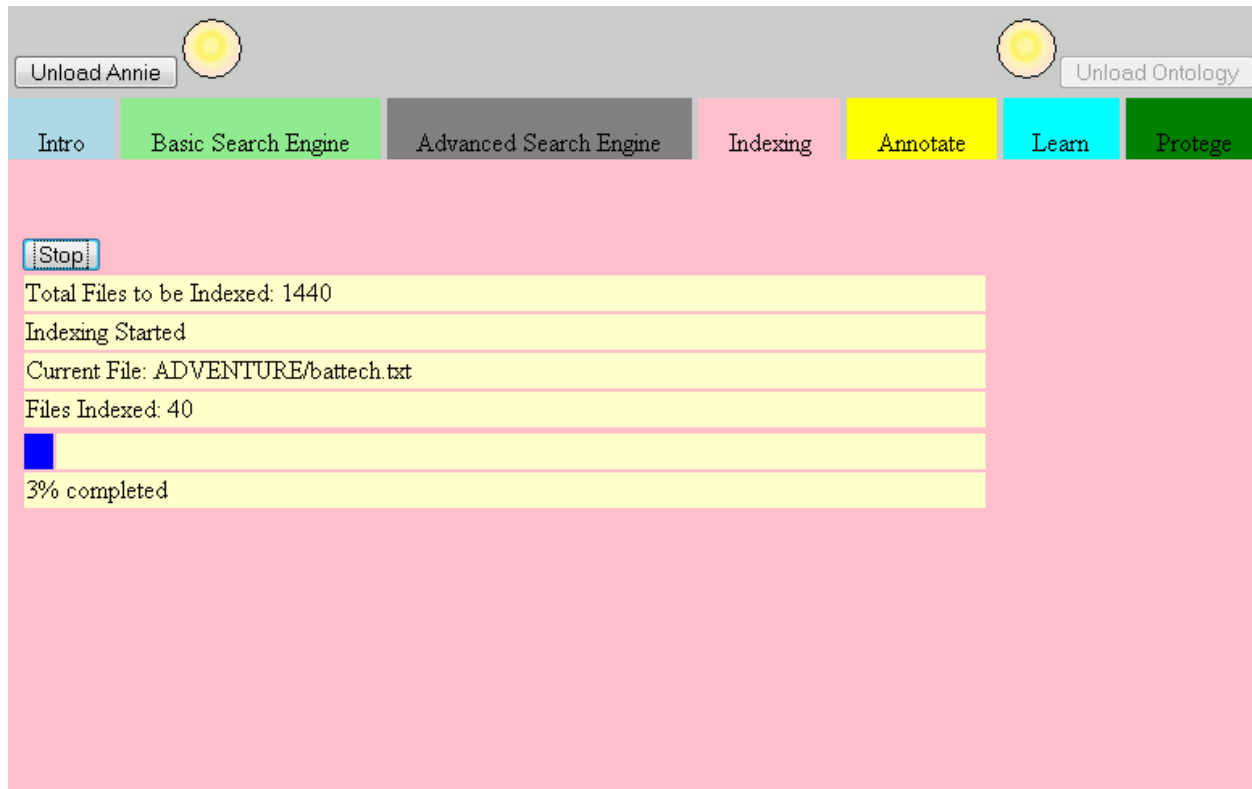 Unload Annie
Unload Ontology
Intro
Basic Search Engine
Advanced Search Engine
Indexing
Annotate
Learn
Protege
Stop
Total Files to be Indexed: 1440
Indexing Started
Current File: ADVENTURE/battech.txt
Files Indexed: 40
3% completed